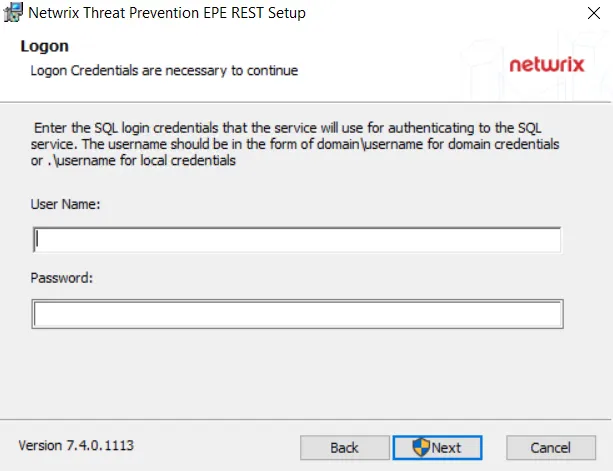 Netwrix Threat Prevention EPE REST Setup
Logon
Logon Credentials are necessary to continue
netwrix
Enter the SQL login credentials that the service will use for authenticating to the SQL
service. The username should be in the form of domain\username for domain credentials
or .\username for local credentials
User Name:
Password:
Version 7.4.0.1113
Back
Next
Cancel